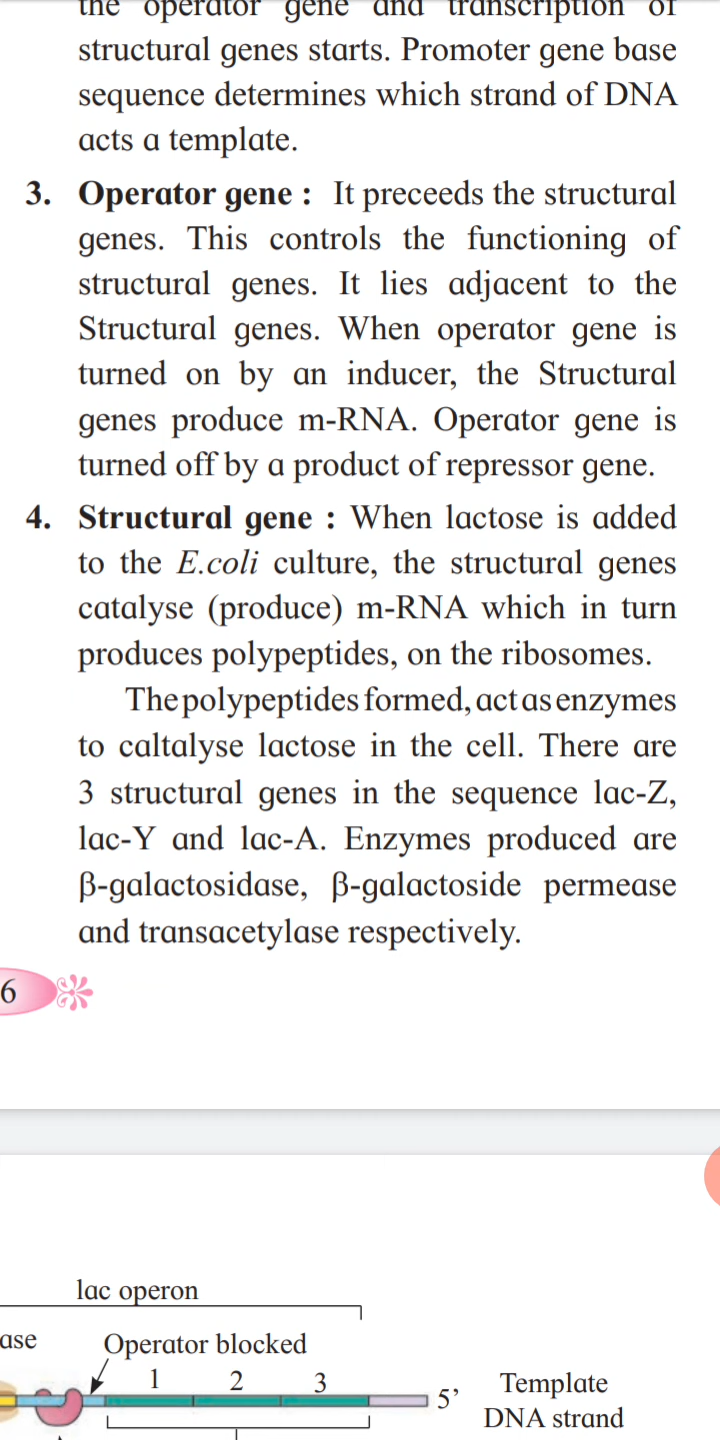 the operator gene and transcription of
structural genes starts. Promoter gene base
sequence determines which strand of DNA
acts a template.
3. Operator gene : It preceeds the structural
genes. This controls the functioning of
structural genes. It lies adjacent to the
Structural genes. When operator gene is
turned on by an inducer, the Structural
genes produce m-RNA. Operator gene is
turned off by a product of repressor gene.
4. Structural gene : When lactose is added
to the E.coli culture, the structural genes
catalyse (produce) m-RNA which in turn
produces polypeptides, on the ribosomes.
The polypeptides formed, act as enzymes
to caltalyse lactose in the cell. There are
3 structural genes in the sequence lac-Z,
lac-Y and lac-A. Enzymes produced are
β-galactosidase, β-galactoside permease
and transacetylase respectively.
6
lac operon
ase Operator blocked
1 2 3
5’ Template
DNA strand